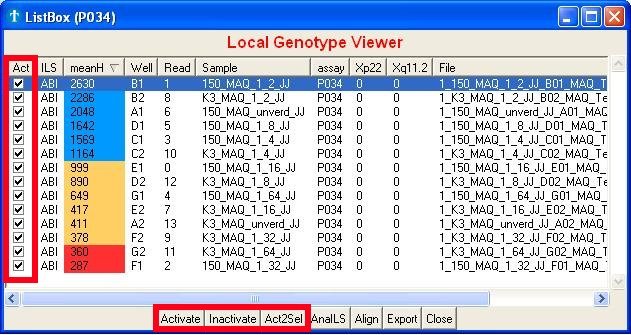 ListBox (P034)
Local Genotype Viewer
Act ILS meanH Well Read Sample assay Xp22 Xq11.2 File
ABI 2630 B1 1 150_MAQ_1_2_JJ P034 0 0 1_150_MAQ_1_2_JJ_B01_MAQ_T
ABI 2286 B2 8 K3_MAQ_1_2_JJ P034 0 0 1_K3_MAQ_1_2_JJ_B02_MAQ_Te
ABI 2048 A1 6 150_MAQ_unverd_JJ P034 0 0 1_150_MAQ_unverd_JJ_A01_MAQ
ABI 1642 D1 5 150_MAQ_1_8_JJ P034 0 0 1_150_MAQ_1_8_JJ_D01_MAQ_T
ABI 1569 C1 3 150_MAQ_1_4_JJ P034 0 0 1_150_MAQ_1_4_JJ_C01_MAQ_T
ABI 1164 C2 10 K3_MAQ_1_4_JJ P034 0 0 1_K3_MAQ_1_4_JJ_C02_MAQ_Te
ABI 999 E1 0 150_MAQ_1_16_JJ P034 0 0 1_150_MAQ_1_16_JJ_E01_MAQ_
ABI 890 D2 12 K3_MAQ_1_8_JJ P034 0 0 1_K3_MAQ_1_8_JJ_D02_MAQ_Te
ABI 649 G1 4 150_MAQ_1_64_JJ P034 0 0 1_150_MAQ_1_64_JJ_G01_MAQ_
ABI 417 E2 7 K3_MAQ_1_16_JJ P034 0 0 1_K3_MAQ_1_16_JJ_E02_MAQ_T
ABI 411 A2 13 K3_MAQ_unverd_JJ P034 0 0 1_K3_MAQ_unverd_JJ_A02_MAQ_
ABI 378 F2 9 K3_MAQ_1_32_JJ P034 0 0 1_K3_MAQ_1_32_JJ_F02_MAQ_T
ABI 360 G2 11 K3_MAQ_1_64_JJ P034 0 0 1_K3_MAQ_1_64_JJ_G02_MAQ_T
ABI 287 F1 2 150_MAQ_1_32_JJ P034 0 0 1_150_MAQ_1_32_JJ_F01_MAQ_
Activate Inactivate Act2Sel AnaILS Align Export Close